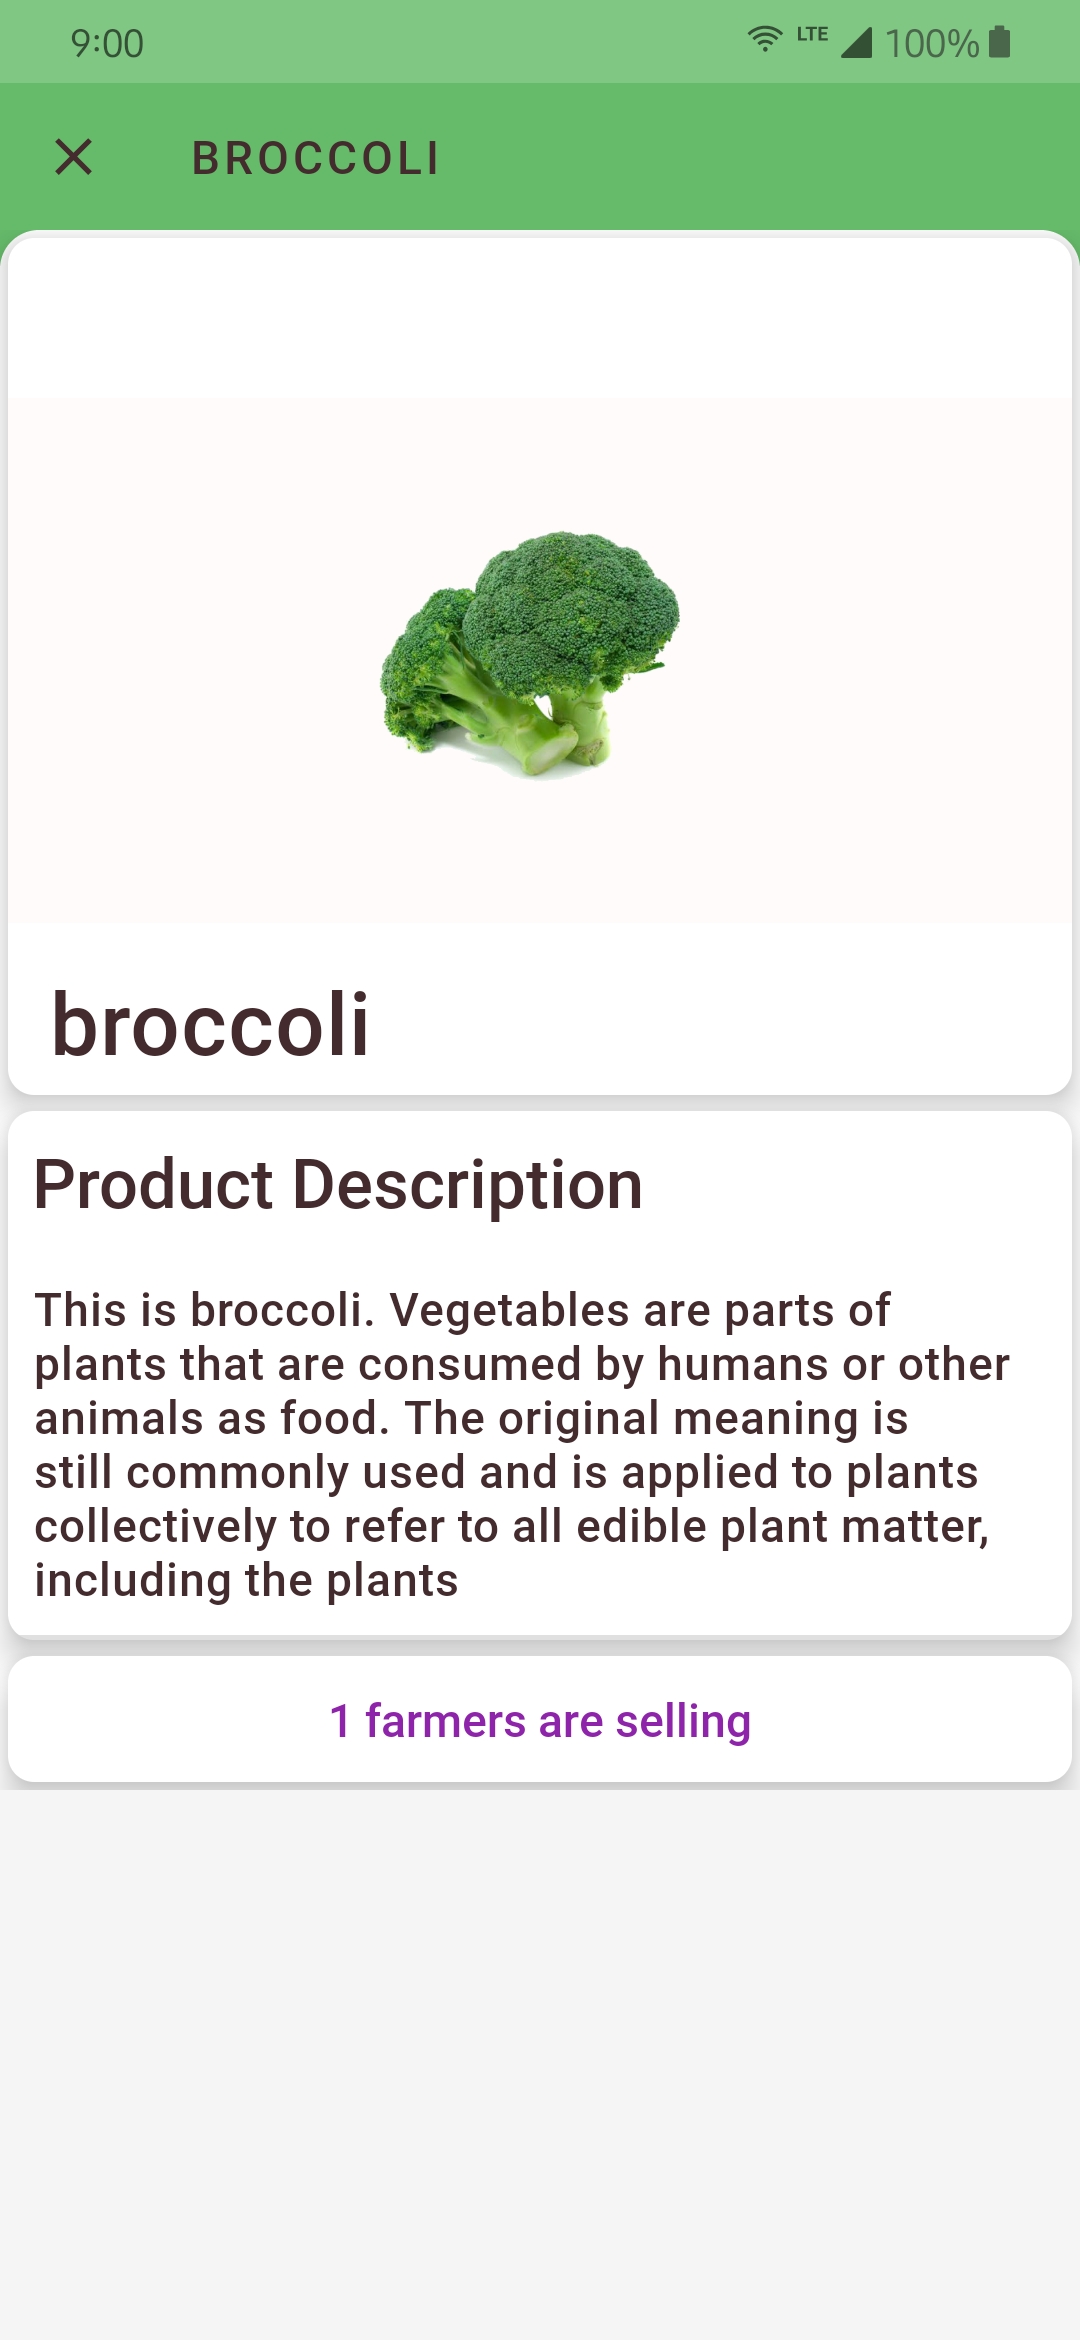 9:00
LTE 100%
BROCCOLI
broccoli
Product Description
This is broccoli. Vegetables are parts of
plants that are consumed by humans or other
animals as food. The original meaning is
still commonly used and is applied to plants
collectively to refer to all edible plant matter,
including the plants
1 farmers are selling